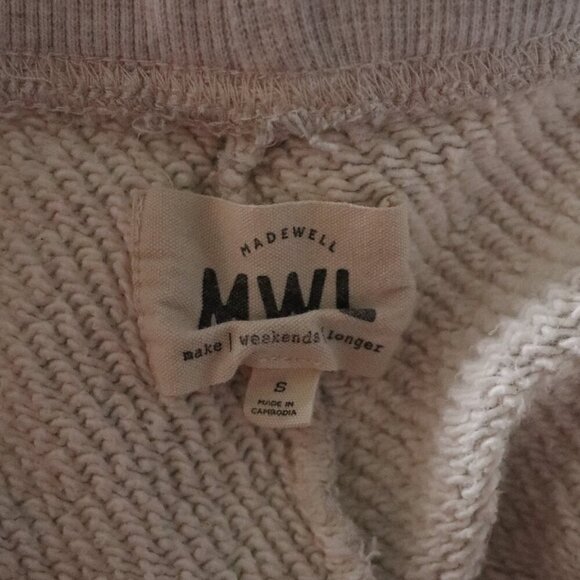 MADEWELL
MWL
make | weekends | longer
S
MADE IN
CAMBODIA